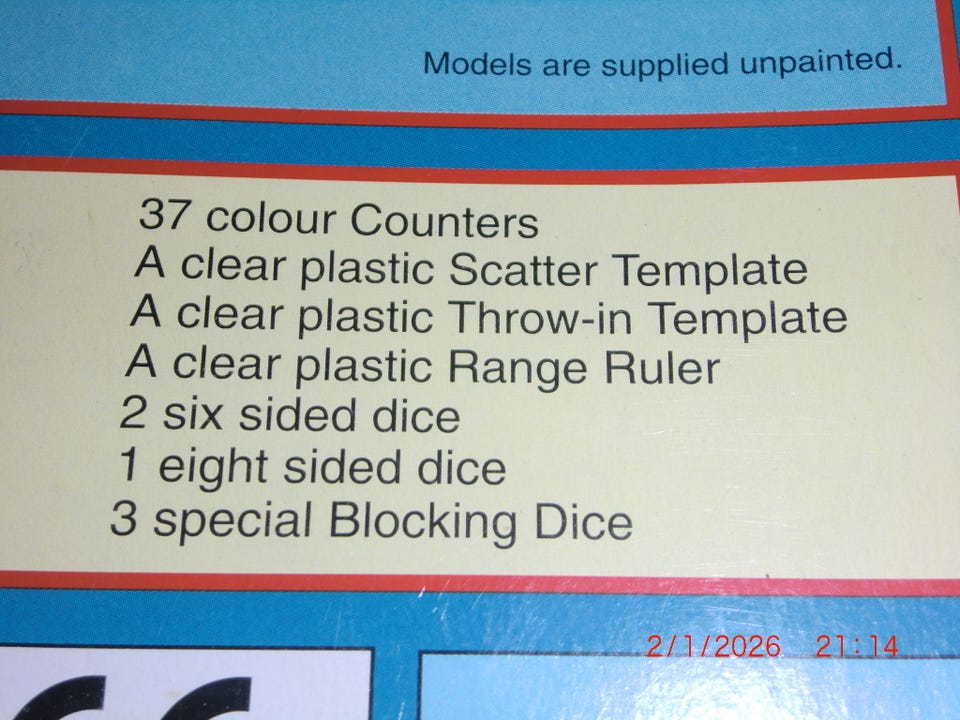 Models are supplied unpainted.
37 colour Counters
A clear plastic Scatter Template
A clear plastic Throw-in Template
A clear plastic Range Ruler
2 six sided dice
1 eight sided dice
3 special Blocking Dice
2/1/2026 21:14